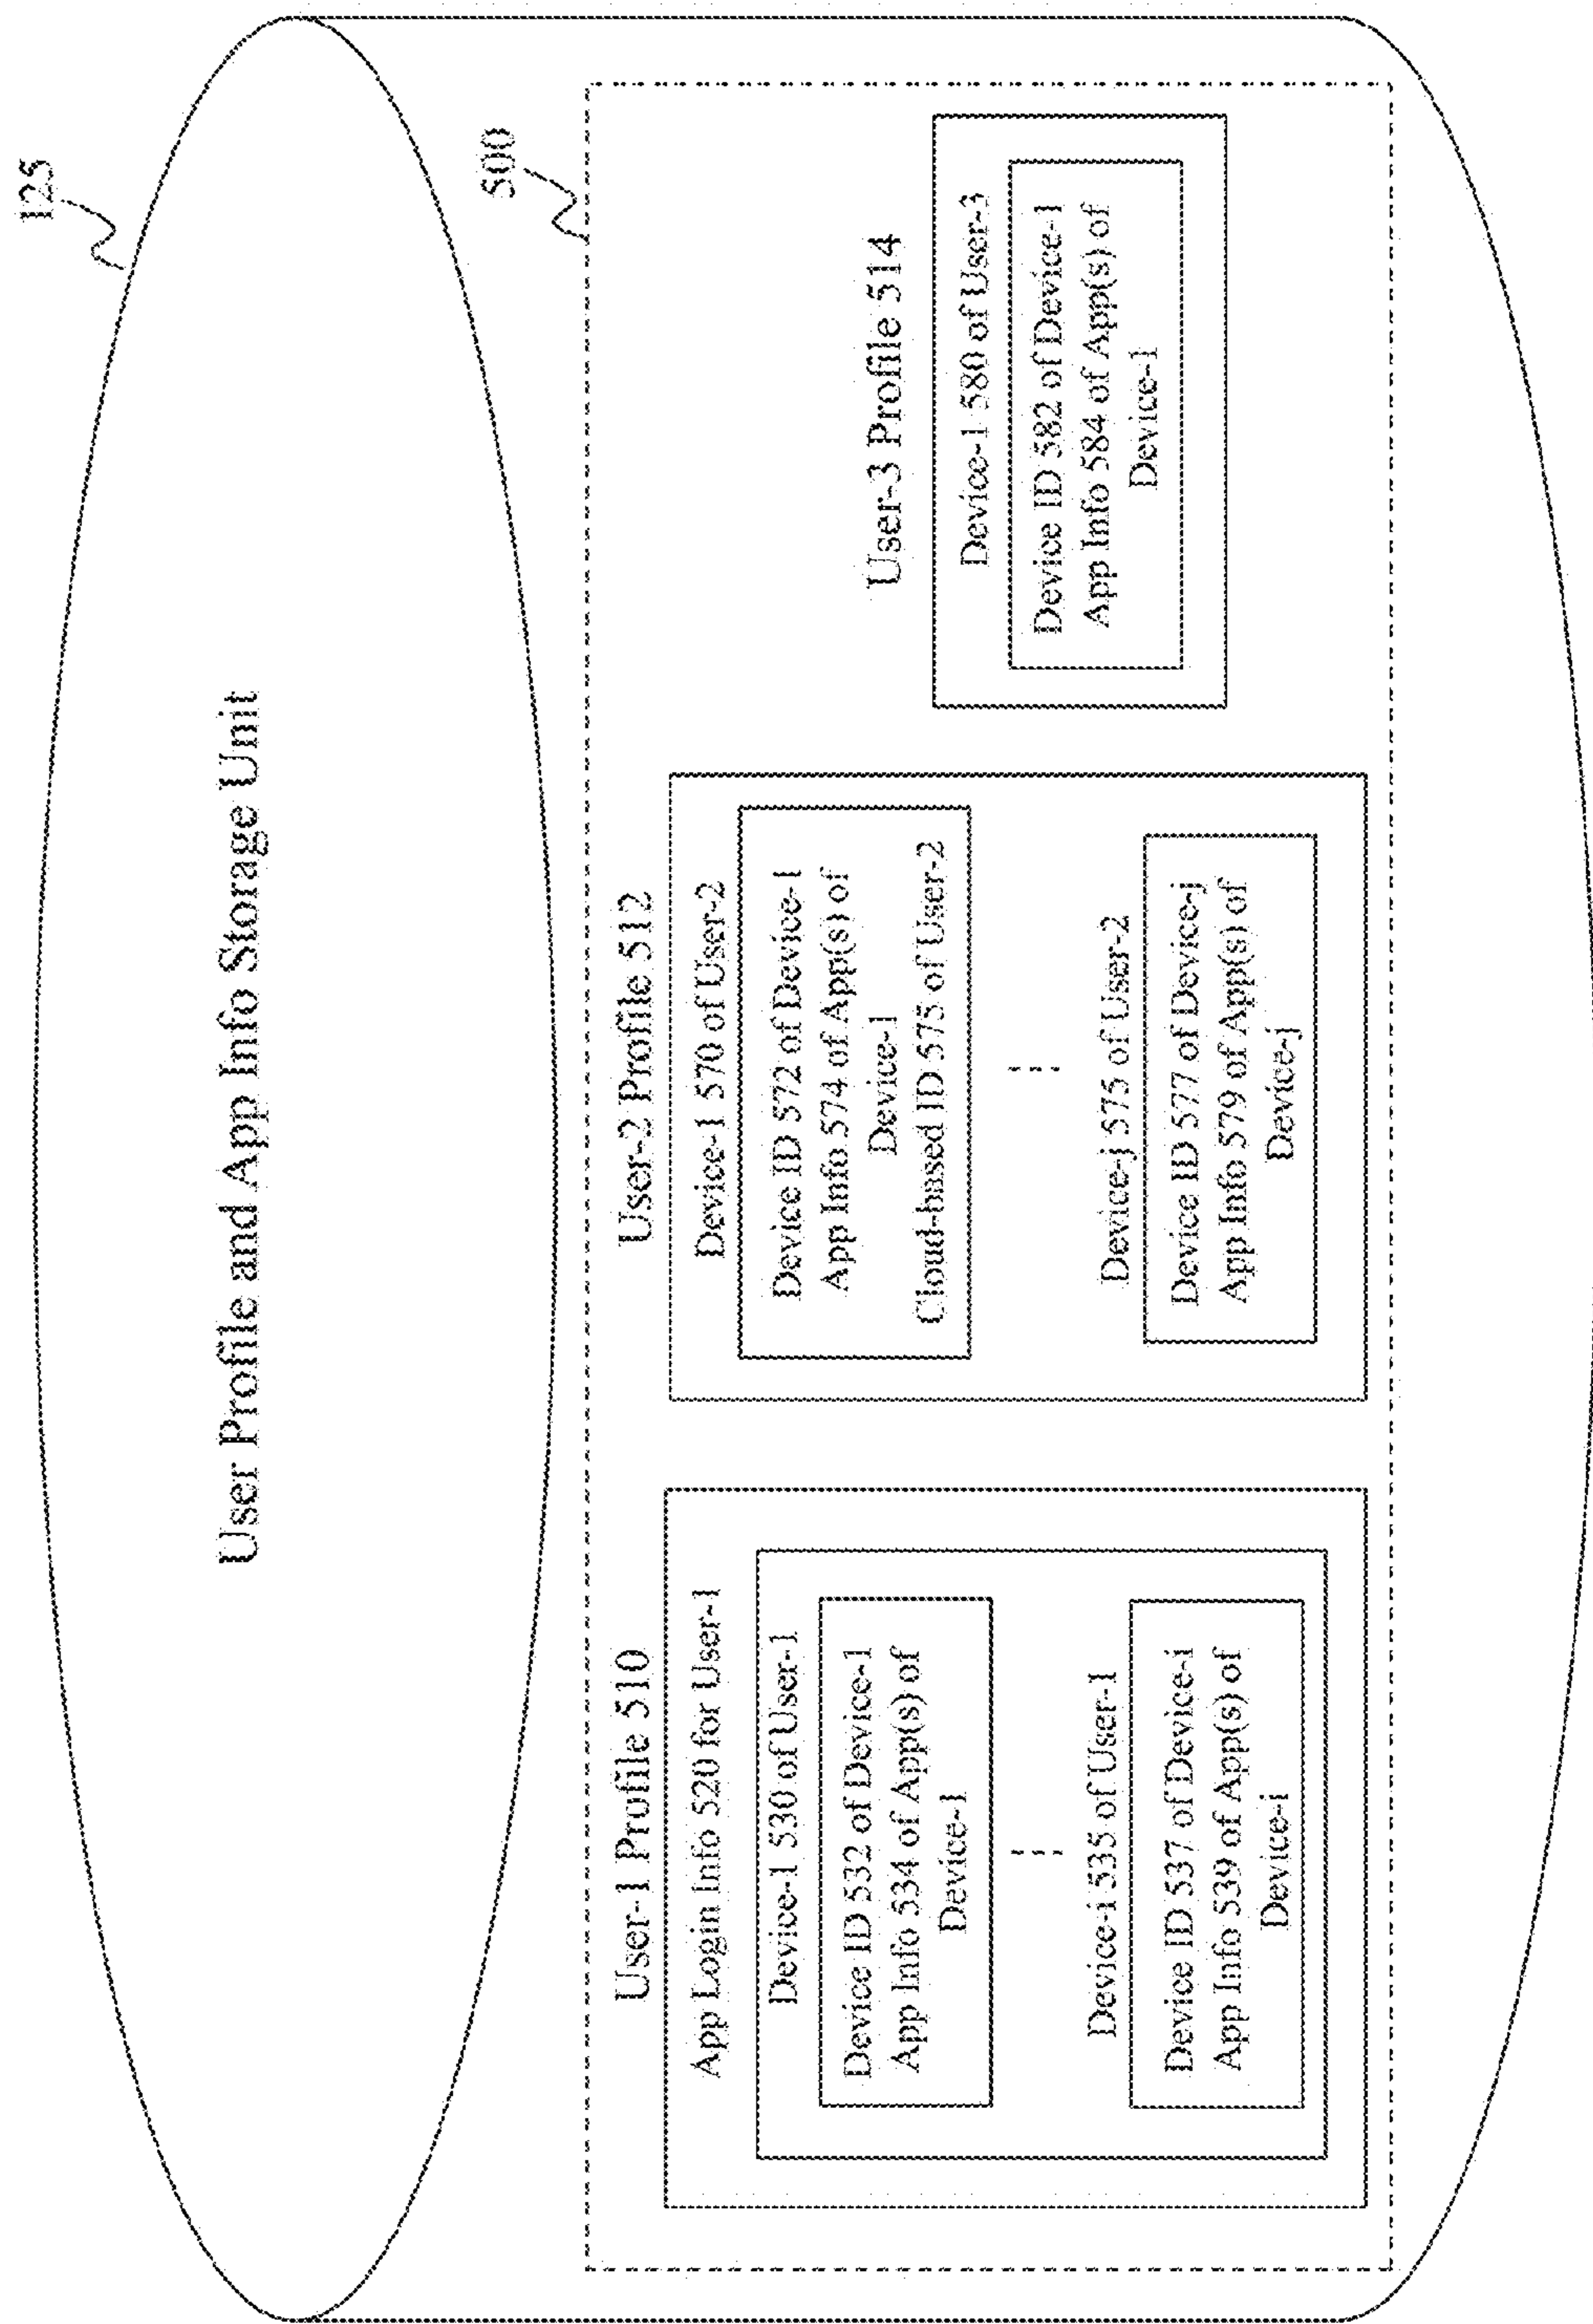 125
User Profile and App Info Storage Unit
500
User-1 Profile 510
App Login Info 520 for User-1
Device-1 530 of User-1
Device ID 532 of Device-1
App Info 534 of App(s) of
Device-1
Device-i 535 of User-1
Device ID 537 of Device-i
App Info 539 of App(s) of
Device-i
User-2 Profile 512
Device-1 570 of User-2
Device ID 572 of Device-1
App Info 574 of App(s) of
Device-1
Cloud-based ID 575 of User-2
Device-j 575 of User-2
Device ID 577 of Device-j
App Info 579 of App(s) of
Device-j
User-3 Profile 514
Device-1 580 of User-3
Device ID 582 of Device-1
App Info 584 of App(s) of
Device-1